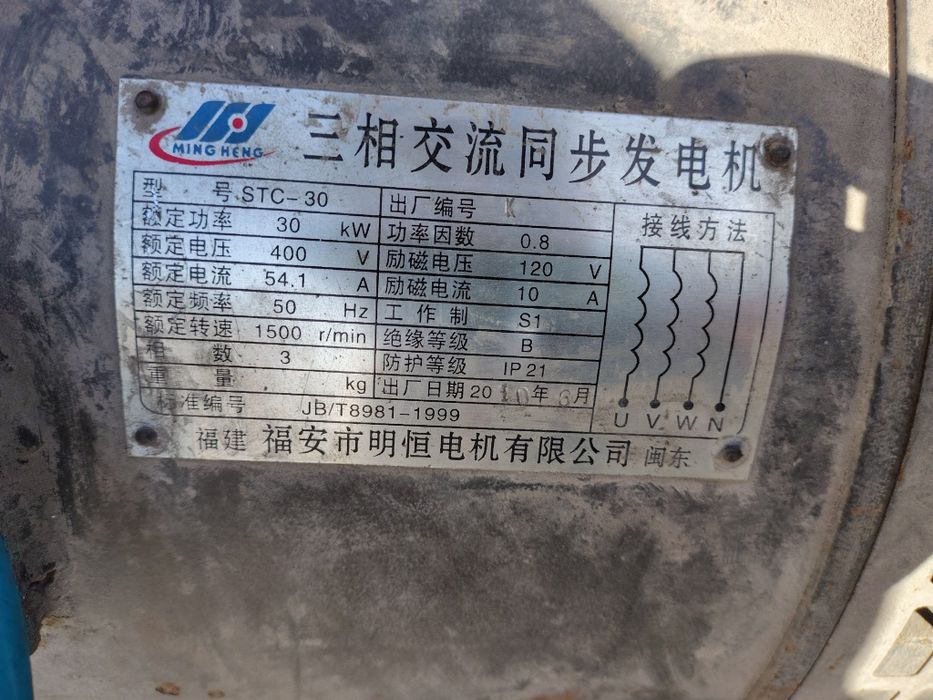 MING HENG
三相交流同步发电机
型 号 STC-30 出厂编号 K
额定功率 30 kW 功率因数 0.8
额定电压 400 V 励磁电压 120 V
额定电流 54.1 A 励磁电流 10 A
额定频率 50 Hz 工作制 S1
额定转速 1500 r/min 绝缘等级 B
相 数 3 防护等级 IP21
重 量 kg 出厂日期 2010年6月
标准编号 JB/T8981-1999
接线方法
U V W N
福建 福安市明恒电机有限公司 闽东